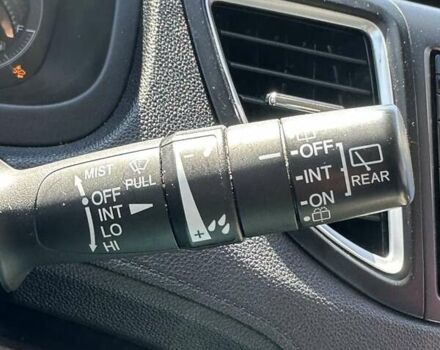 MIST
PULL
OFF
INT
LO
HI
- +
OFF
INT
ON
REAR